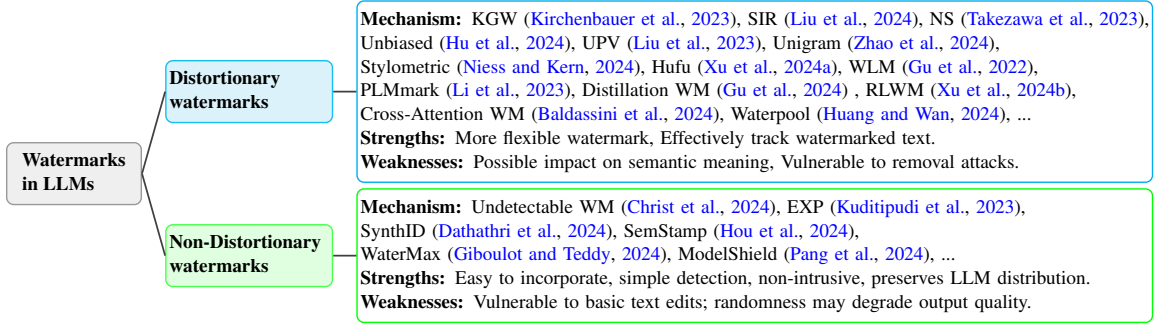 Watermarks
in LLMs
Distortionary
watermarks
Mechanism: KGW (Kirchenbauer et al., 2023), SIR (Liu et al., 2024), NS (Takezawa et al., 2023),
Unbiased (Hu et al., 2024), UPV (Liu et al., 2023), Unigram (Zhao et al., 2024),
Stylometric (Niess and Kern, 2024), Hufu (Xu et al., 2024a), WLM (Gu et al., 2022),
PLMmark (Li et al., 2023), Distillation WM (Gu et al., 2024) , RLWM (Xu et al., 2024b),
Cross-Attention WM (Baldassini et al., 2024), Waterpool (Huang and Wan, 2024), ...
Strengths: More flexible watermark, Effectively track watermarked text.
Weaknesses: Possible impact on semantic meaning, Vulnerable to removal attacks.
Non-Distortionary
watermarks
Mechanism: Undetectable WM (Christ et al., 2024), EXP (Kuditipudi et al., 2023),
SynthID (Dathathri et al., 2024), SemStamp (Hou et al., 2024),
WaterMax (Giboulot and Teddy, 2024), ModelShield (Pang et al., 2024), ...
Strengths: Easy to incorporate, simple detection, non-intrusive, preserves LLM distribution.
Weaknesses: Vulnerable to basic text edits; randomness may degrade output quality.